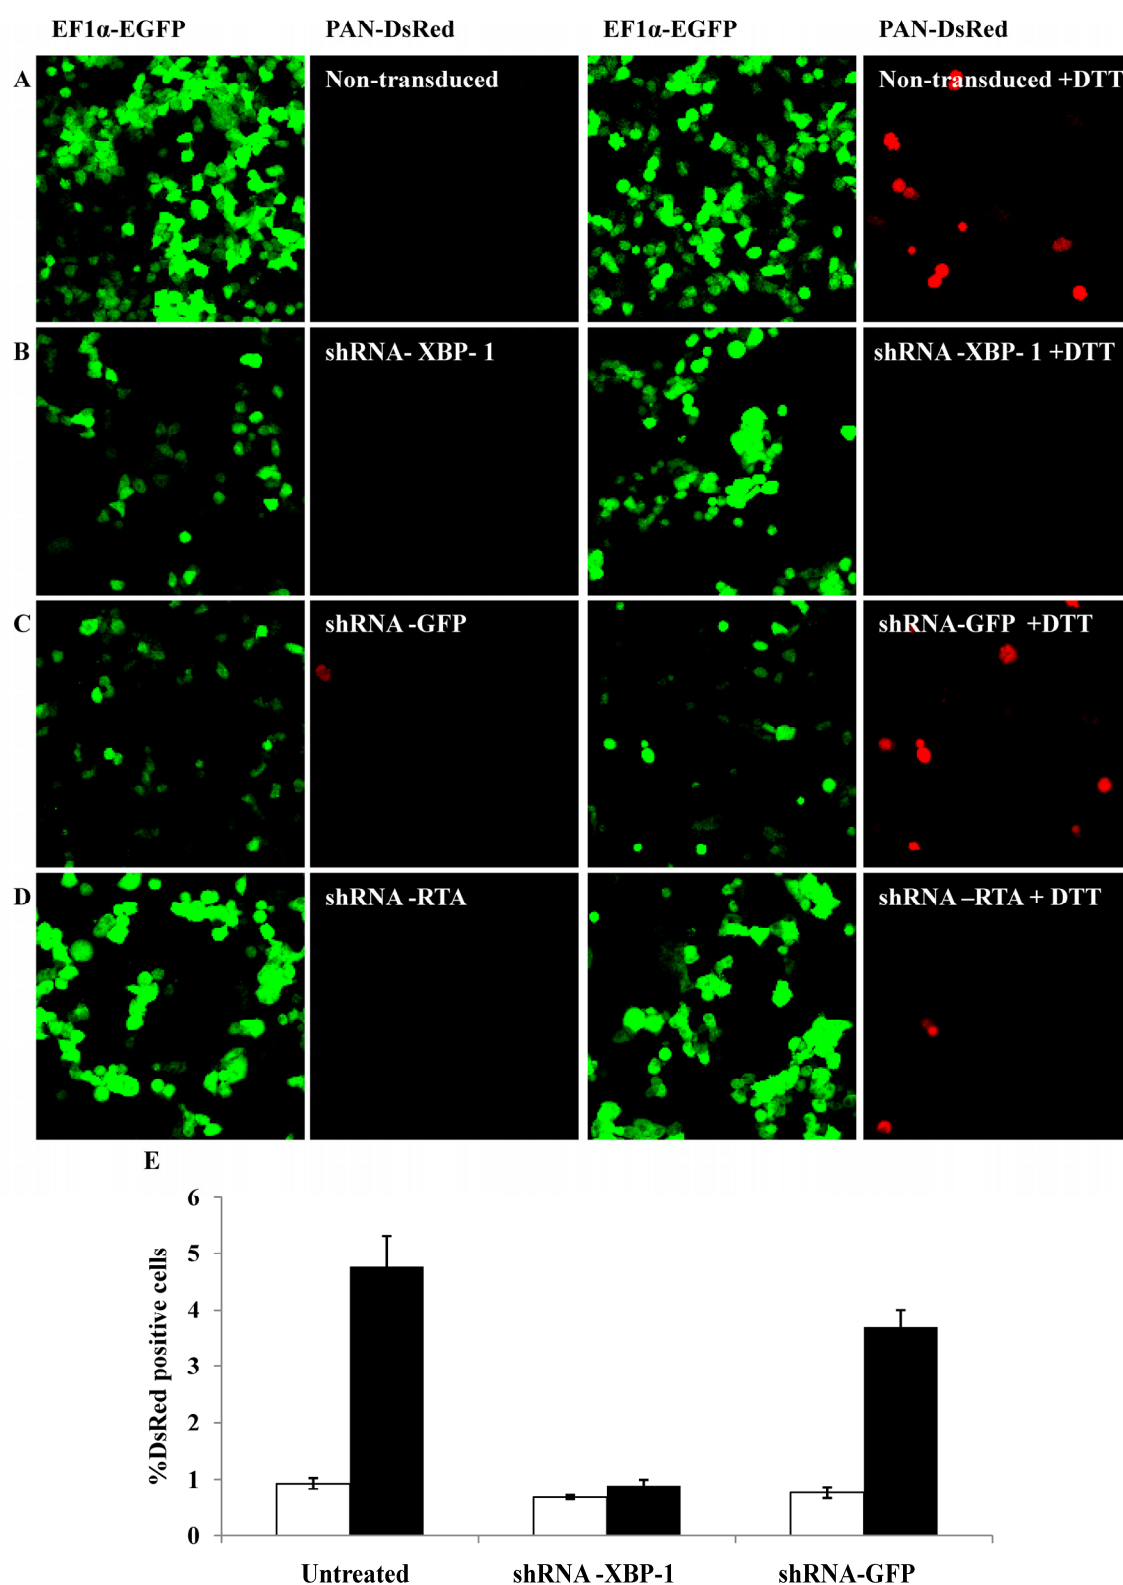 EF1α-EGFP PAN-DsRed EF1α-EGFP PAN-DsRed
A Non-transduced Non-transduced +DTT
B shRNA- XBP- 1 shRNA -XBP- 1 +DTT
C shRNA -GFP shRNA-GFP +DTT
D shRNA -RTA shRNA –RTA + DTT
E
6
5
4
3
2
1
0
%DsRed positive cells
Untreated shRNA -XBP-1 shRNA-GFP